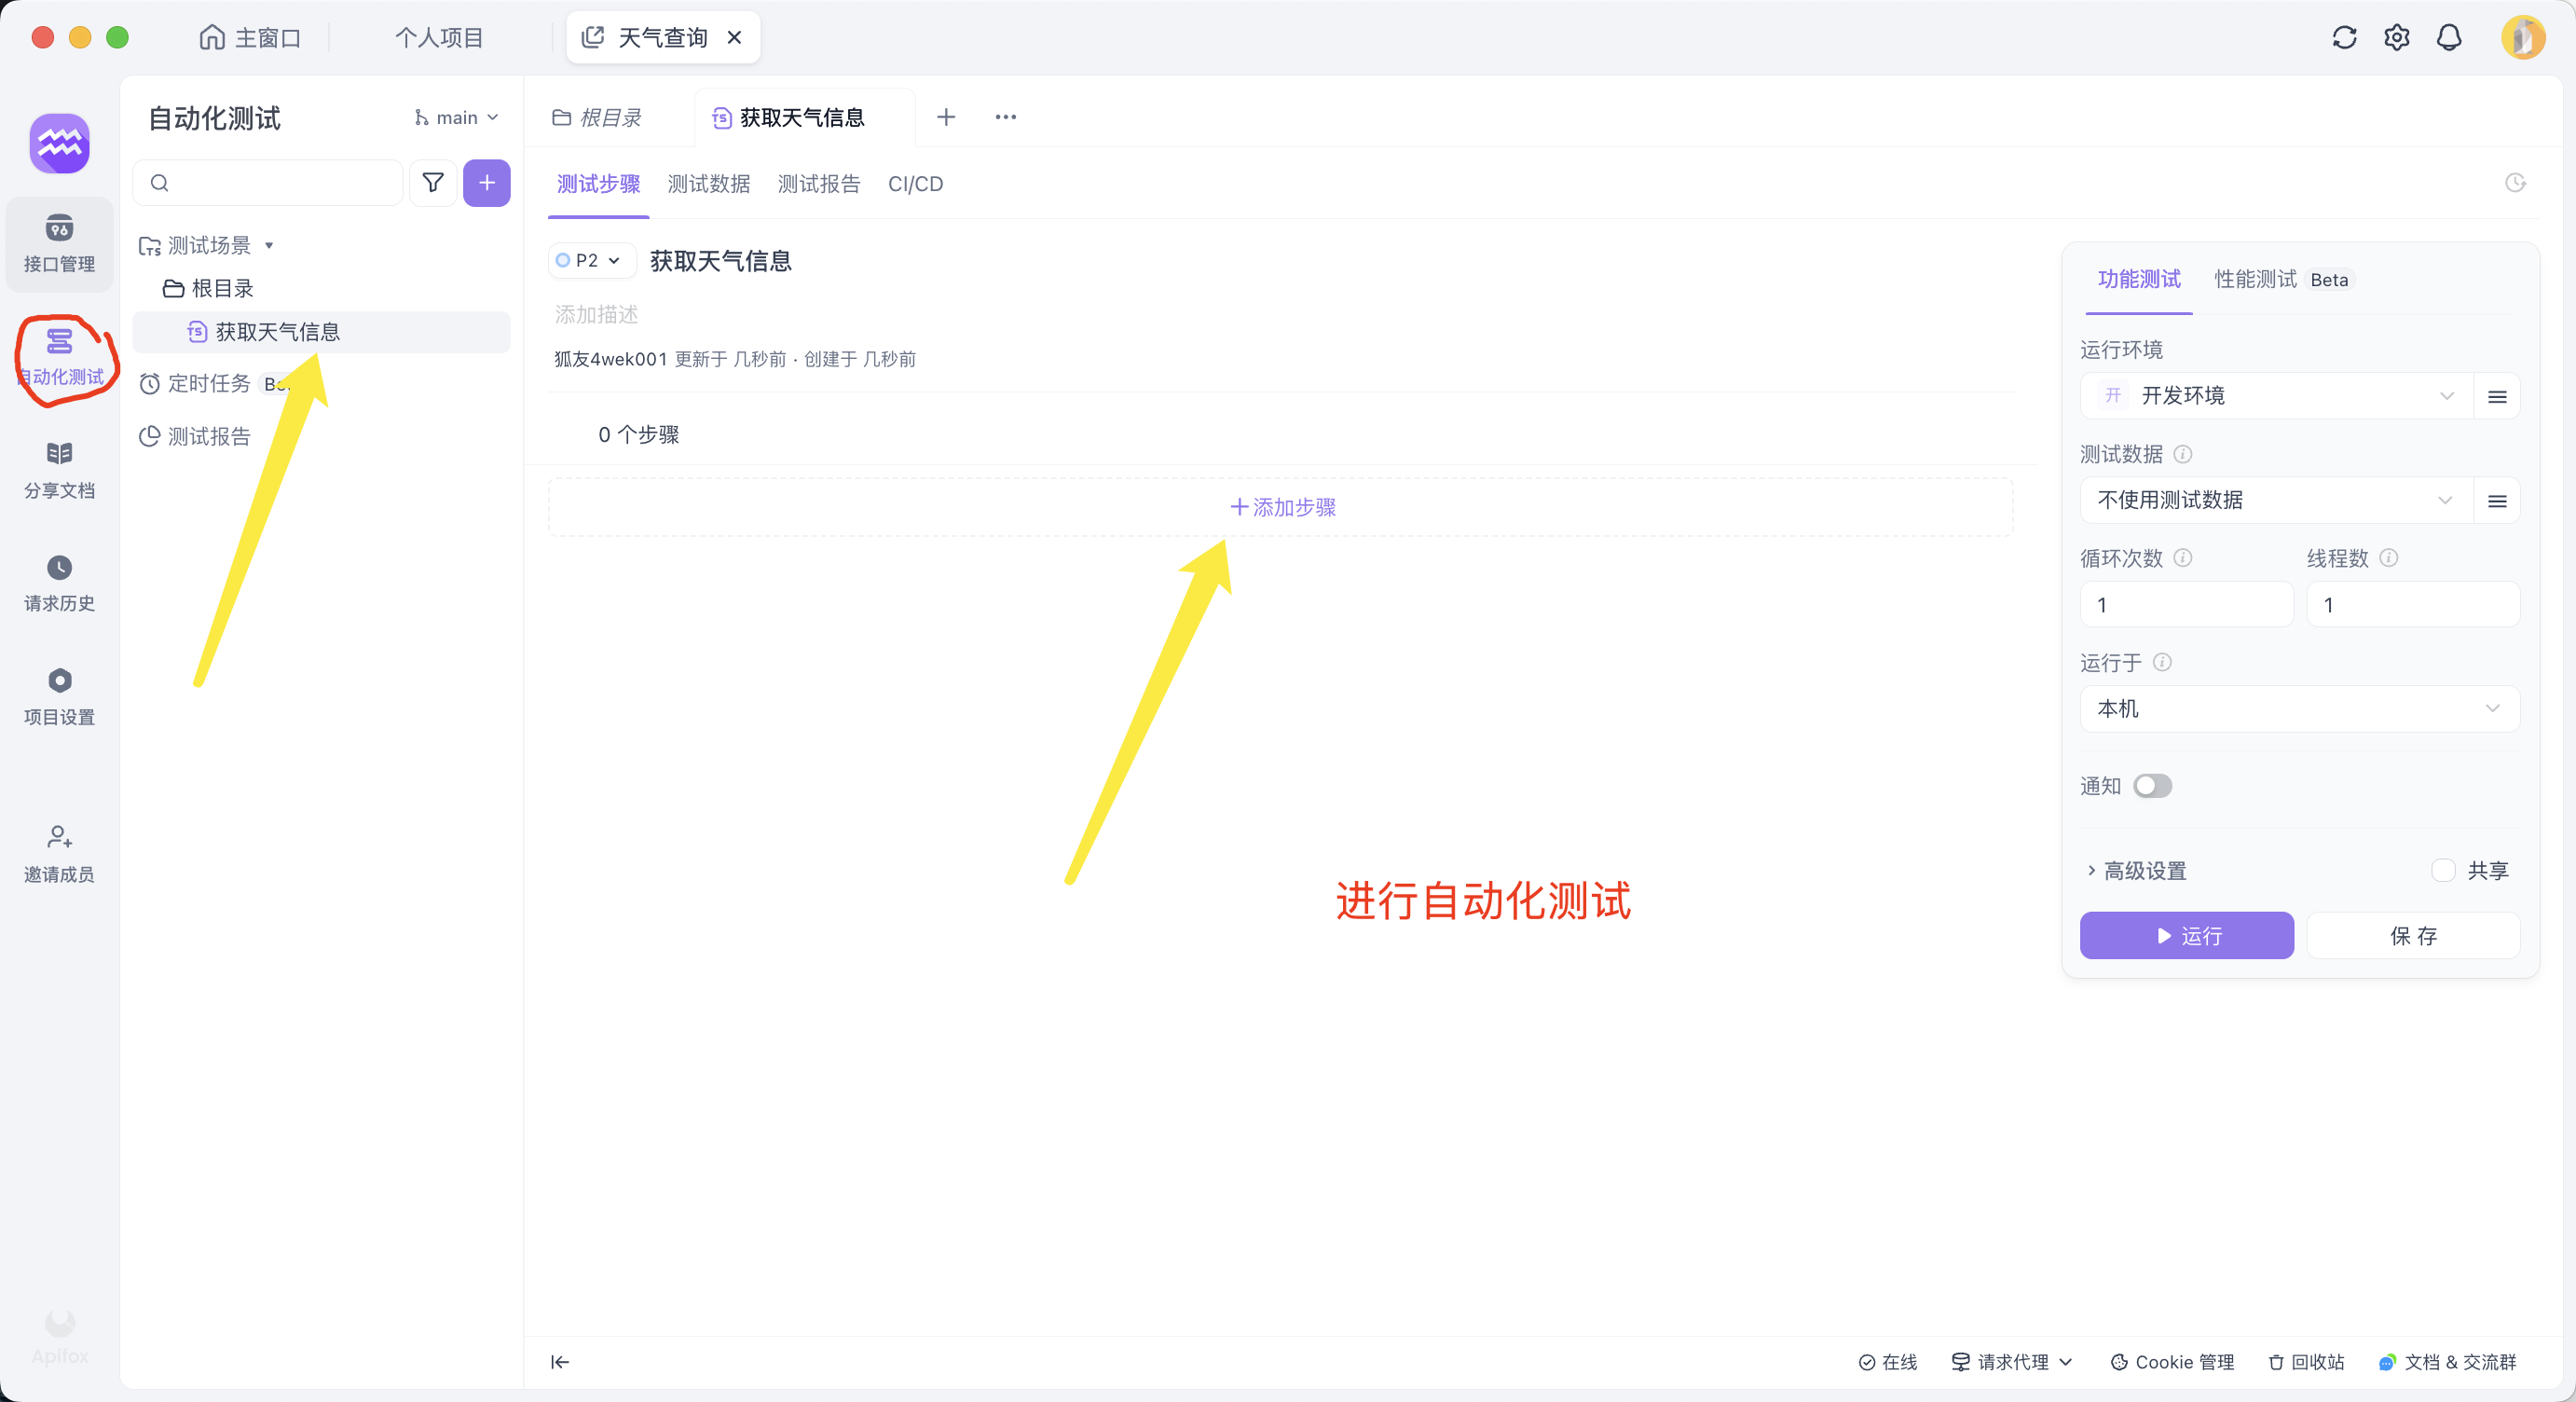 主窗口
个人项目
天气查询
自动化测试
main
根目录
获取天气信息
接口管理
自动化测试
分享文档
请求历史
项目设置
邀请成员
Apifox
测试场景
根目录
获取天气信息
定时任务
测试报告
测试步骤 测试数据 测试报告 CI/CD
P2 获取天气信息
添加描述
狐友4wek001 更新于 几秒前 · 创建于 几秒前
0 个步骤
添加步骤
进行自动化测试
功能测试 性能测试 Beta
运行环境
开 开发环境
测试数据
不使用测试数据
循环次数 线程数
1 1
运行于
本机
通知
高级设置 共享
运行 保 存
在线 请求代理 Cookie 管理 回收站 文档 & 交流群